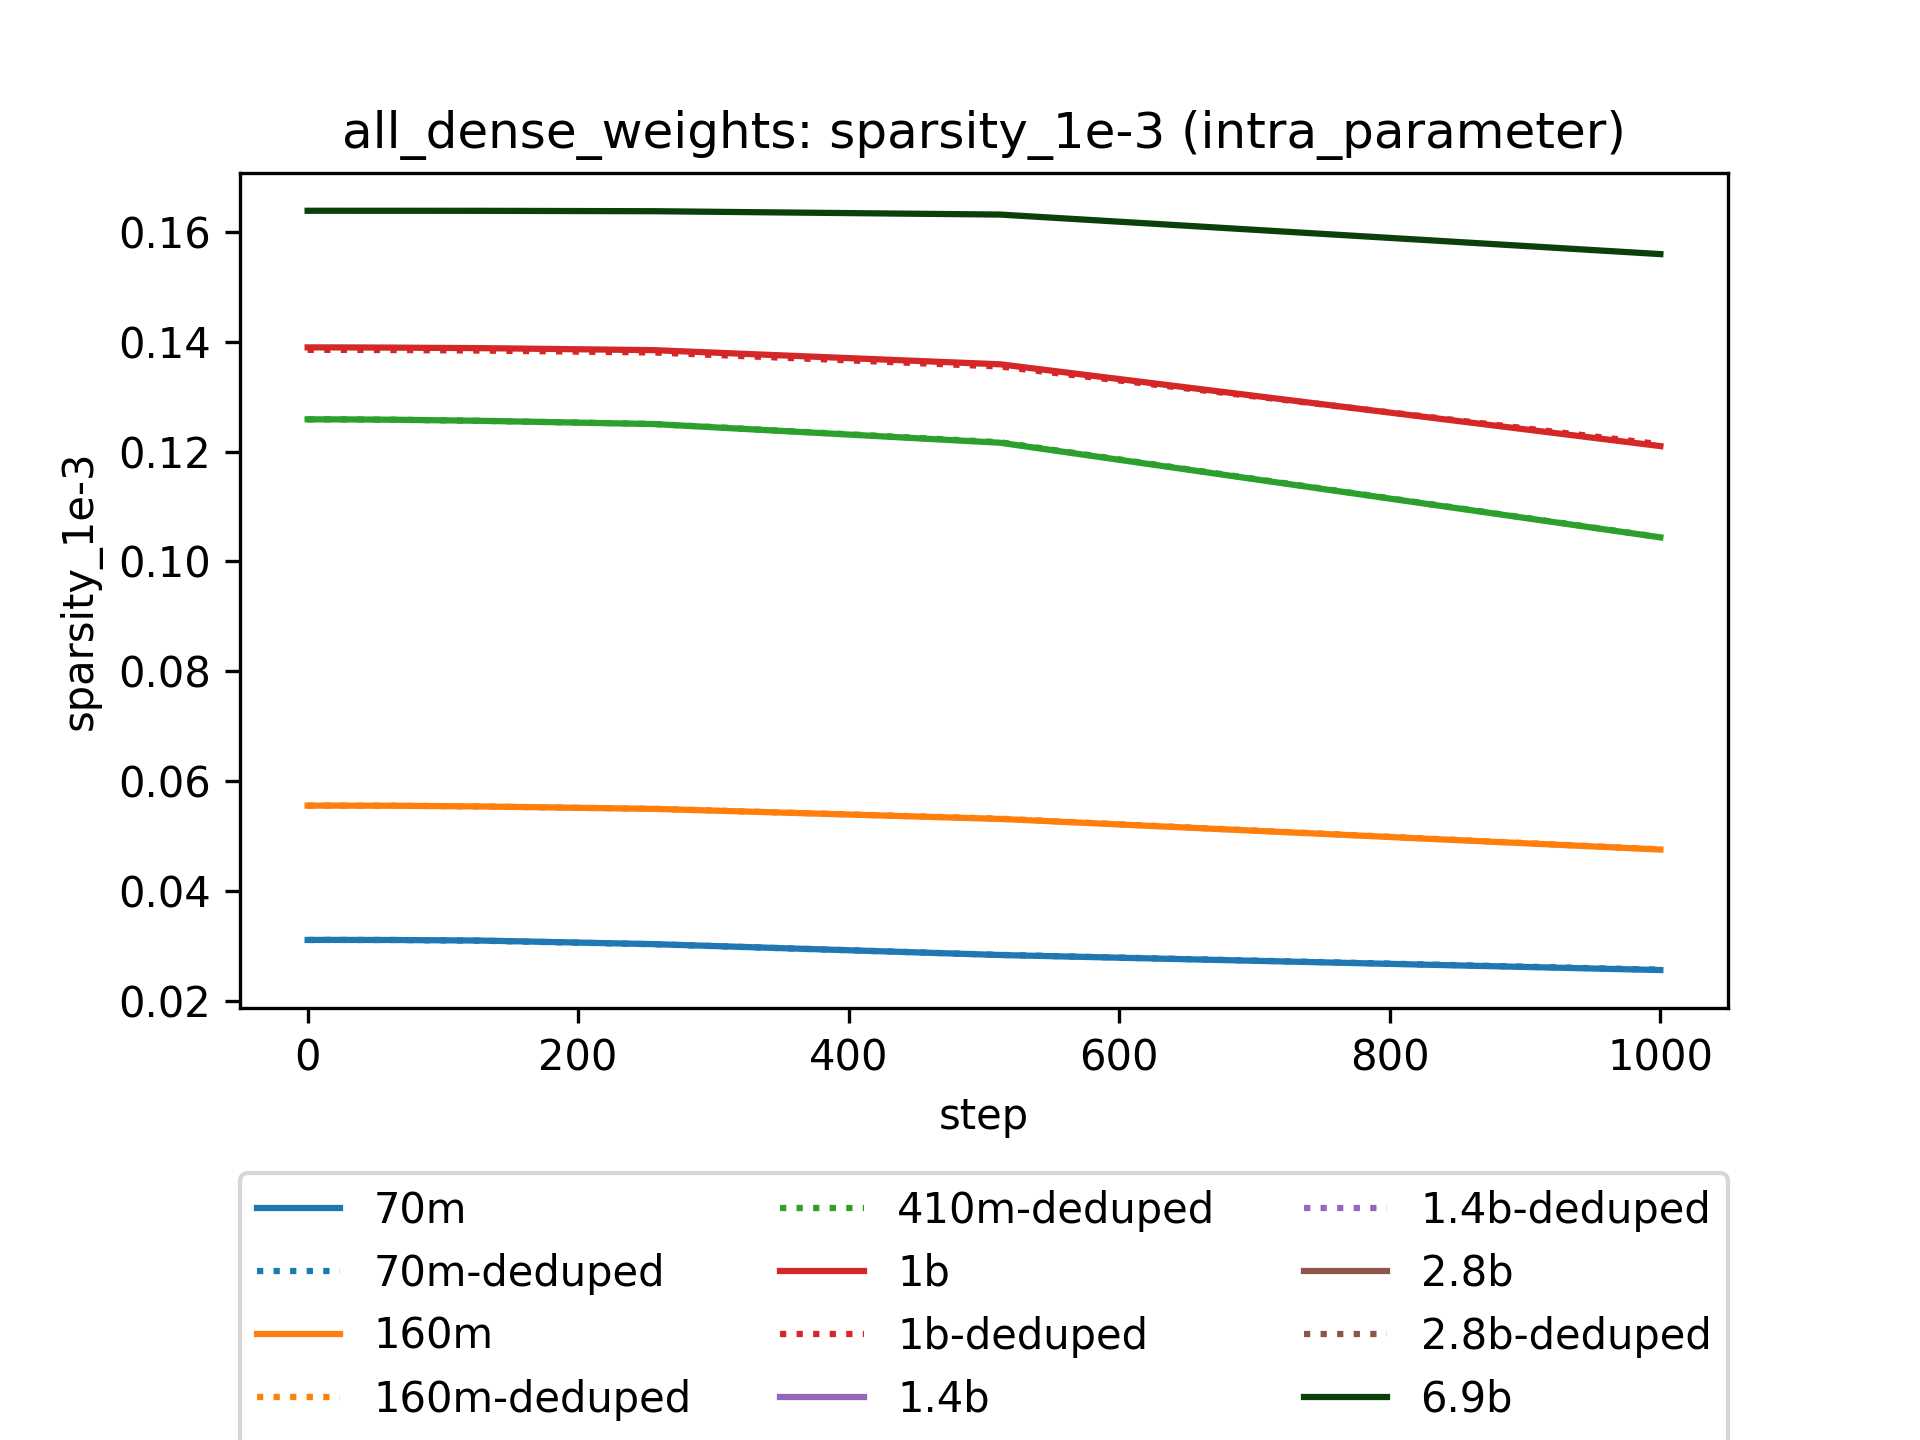 all_dense_weights: sparsity_1e-3 (intra_parameter)
sparsity_1e-3
0.16
0.14
0.12
0.10
0.08
0.06
0.04
0.02
0 200 400 600 800 1000
step
70m 410m-deduped 1.4b-deduped
70m-deduped 1b 2.8b
160m 1b-deduped 2.8b-deduped
160m-deduped 1.4b 6.9b